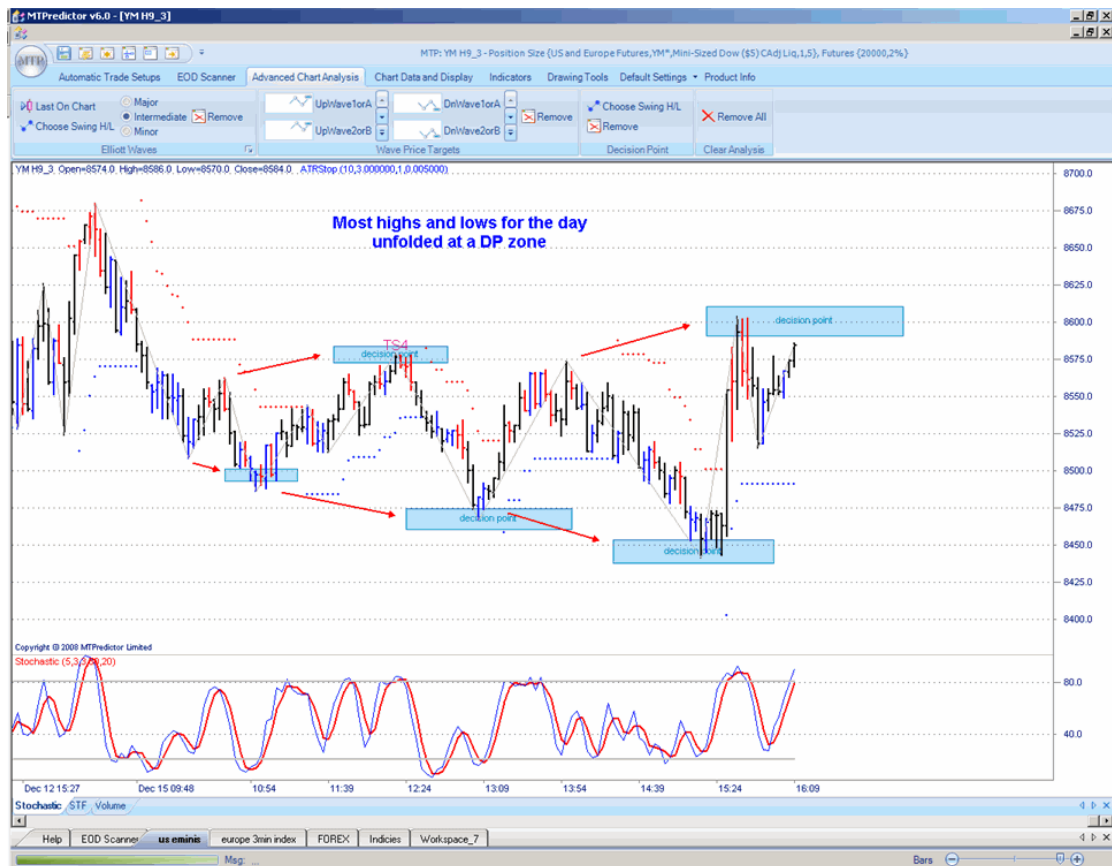 MTPredictor v6.0 - [YM H9_3]
MTP: YM H9_3 - Position Size {US and Europe Futures,YM*,Mini-Sized Dow ($5) CAdj Liq,1,5}, Futures {20000,2%}
MTP
Automatic Trade Setups EOD Scanner Advanced Chart Analysis Chart Data and Display Indicators Drawing Tools Default Settings Product Info
Last On Chart
Choose Swing H/L
Major
Intermediate
Minor
Remove
Elliott Waves
UpWave1orA
UpWave2orB
DnWave1orA
DnWave2orB
Remove
Wave Price Targets
Choose Swing H/L
Remove
Decision Point
Remove All
Clear Analysis
YM H9_3 Open=8574.0 High=8586.0 Low=8570.0 Close=8584.0 ATRStop (10,3.000000,1,0.005000)
Most highs and lows for the day
unfolded at a DP zone
TS4
decision point
decision point
decision point
decision point
8700.0
8675.0
8650.0
8625.0
8600.0
8575.0
8550.0
8525.0
8500.0
8475.0
8450.0
8425.0
8400.0
Copyright © 2008 MTPredictor Limited
80.0
40.0
Dec 12 15:27 Dec 15 09:48 10:54 11:39 12:24 13:09 13:54 14:39 15:24 16:09
Stochastic STF Volume
Help EOD Scanner us eminis europe 3min index FOREX Indicies Workspace_7
Msg: ...
Bars